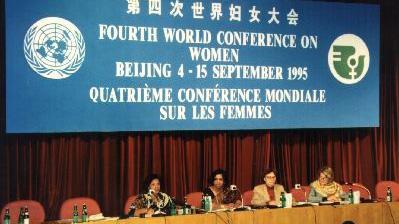 第四次世界妇女大会
FOURTH WORLD CONFERENCE ON
WOMEN
BEIJING 4 - 15 SEPTEMBER 1995
QUATRIÈME CONFÉRENCE MONDIALE
SUR LES FEMMES